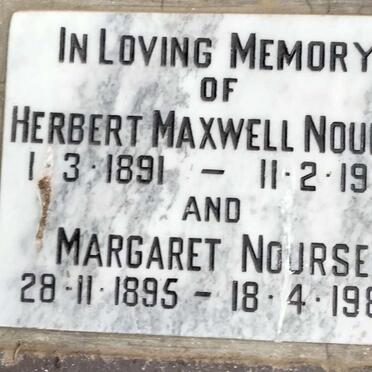 IN LOVING MEMORY
OF
HERBERT MAXWELL NOU
1·3·1891 – 11·2·19
AND
MARGARET NOURSE
28·11·1895 – 18·4·198